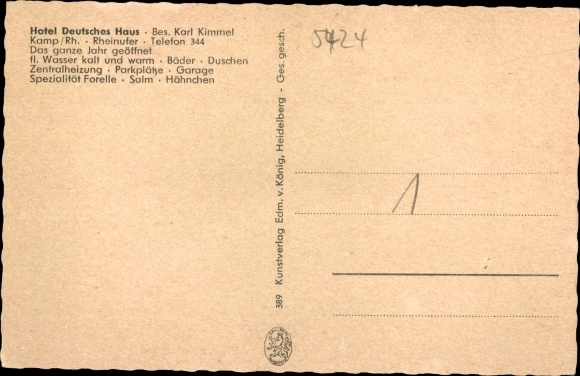 Hotel Deutsches Haus · Bes. Karl Kimmel
Kamp/Rh. · Rheinufer · Telefon 344
Das ganze Jahr geöffnet
fl. Wasser kalt und warm · Bäder · Duschen
Zentralheizung · Parkplätze · Garage
Spezialität Forelle · Salm · Hähnchen
5424
389 Kunstverlag Edm. v. König, Heidelberg - Ges. gesch.
1